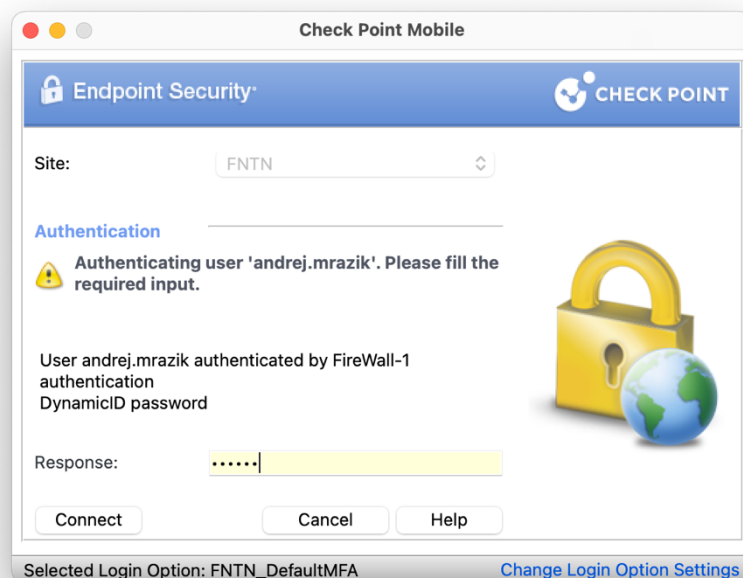 Check Point Mobile
Endpoint Security
CHECK POINT
Site:
FNTN
Authentication
Authenticating user 'andrej.mrazik'. Please fill the
required input.
User andrej.mrazik authenticated by FireWall-1
authentication
DynamicID password
Response:
••••••
Connect
Cancel
Help
Selected Login Option: FNTN_DefaultMFA
Change Login Option Settings